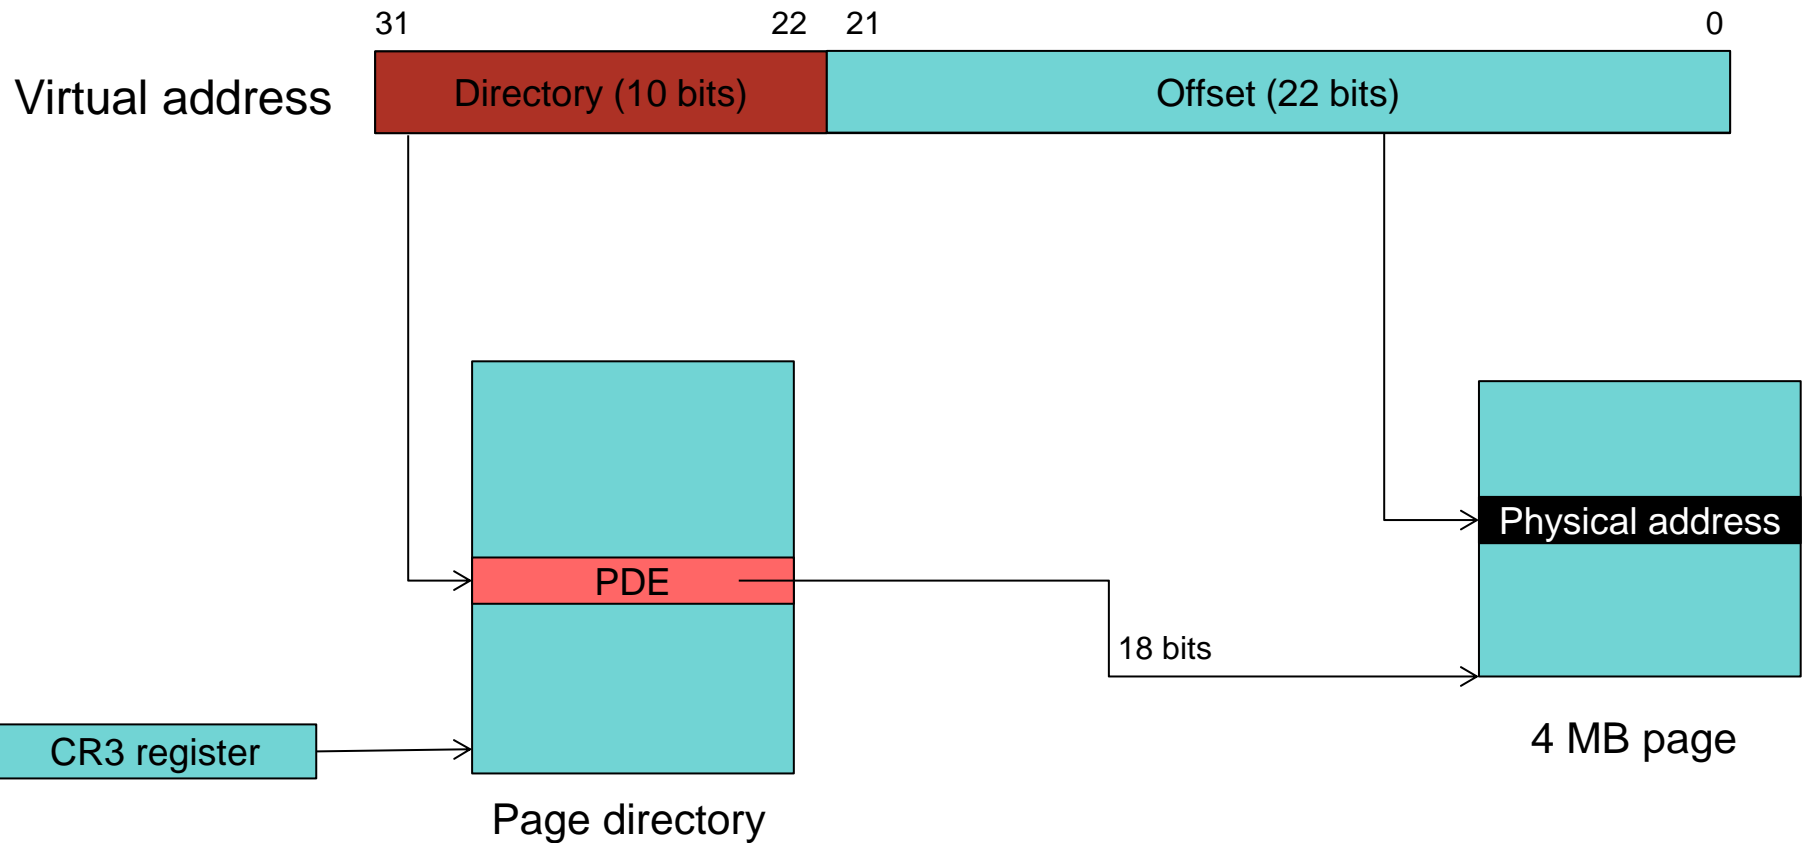 31 22 21 0
Virtual address Directory (10 bits) Offset (22 bits)
Physical address
PDE
18 bits
4 MB page
CR3 register
Page directory